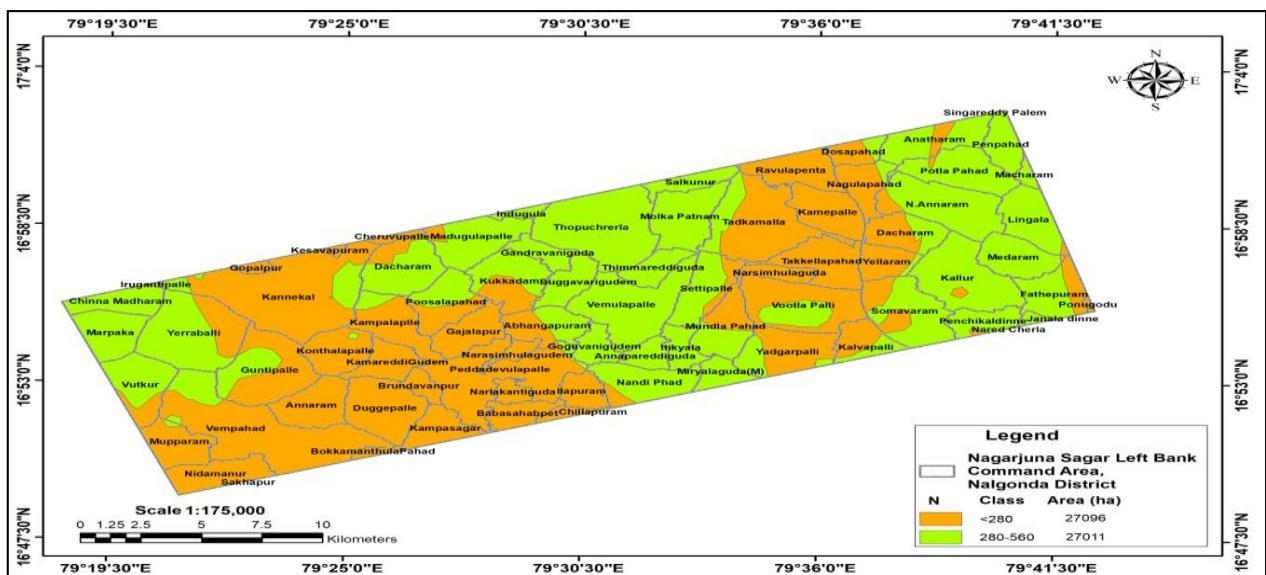 79°19'30"E 79°25'0"E 79°30'30"E 79°36'0"E 79°41'30"E
17°4'0"N 17°4'0"N
N
W E
S
Singareddy Palem
Anatharam
Penpahad
Dosapahad
Ravulapenta
Potla Pahad
Macharam
Salkunur
Nagulapahad
N.Annaram
Kamepalle
Indugula
Molka Patnam
Lingala
Tadkamalla
Thopuchrerla
16°58'30"N 16°58'30"N
Dacharam
Cheruvupalle
Madugulapalle
Kesavapuram
Gandravaniguda
Medaram
Takkellapahad
Yellaram
Gopalpur
Dacharam
Thimmareddiguda
Narsimhulaguda
Kallur
Irugantipalle
Kukkadam
Buggavarigudem
Settipalle
Kannekal
Fathepuram
Chinna Madharam
Poosalapahad
Vemulapalle
Vootla Palli
Somavaram
Ponugodu
Kampalaplle
Abhangapuram
Mundla Pahad
Penchikaldinne
Janala dinne
Marpaka
Yerraballi
Gajalapur
Nared Cherla
Konthalapalle
Goguvanigudem
Itikyala
Yadgarpalli
Kalvapalli
Narasimhulagudem
Annapareddiguda
KamareddiGudem
Guntipalle
Peddadevulapalle
Miryalaguda(M)
Vutkur
Nandi Phad
Brundavanpur
Narlakantiguda
llapuram
16°53'0"N 16°53'0"N
Annaram
Duggepalle
Babasahabpet
Chillapuram
Vempahad
Kampasagar
Mupparam
BokkamanthulaPahad
Nidamanur
Sakhapur
Scale 1:175,000
0 1.25 2.5 5 7.5 10
Kilometers
Legend
Nagarjuna Sagar Left Bank
Command Area,
Nalgonda District
N Class Area (ha)
<280 27096
280-560 27011
16°47'30"N 16°47'30"N
79°19'30"E 79°25'0"E 79°30'30"E 79°36'0"E 79°41'30"E